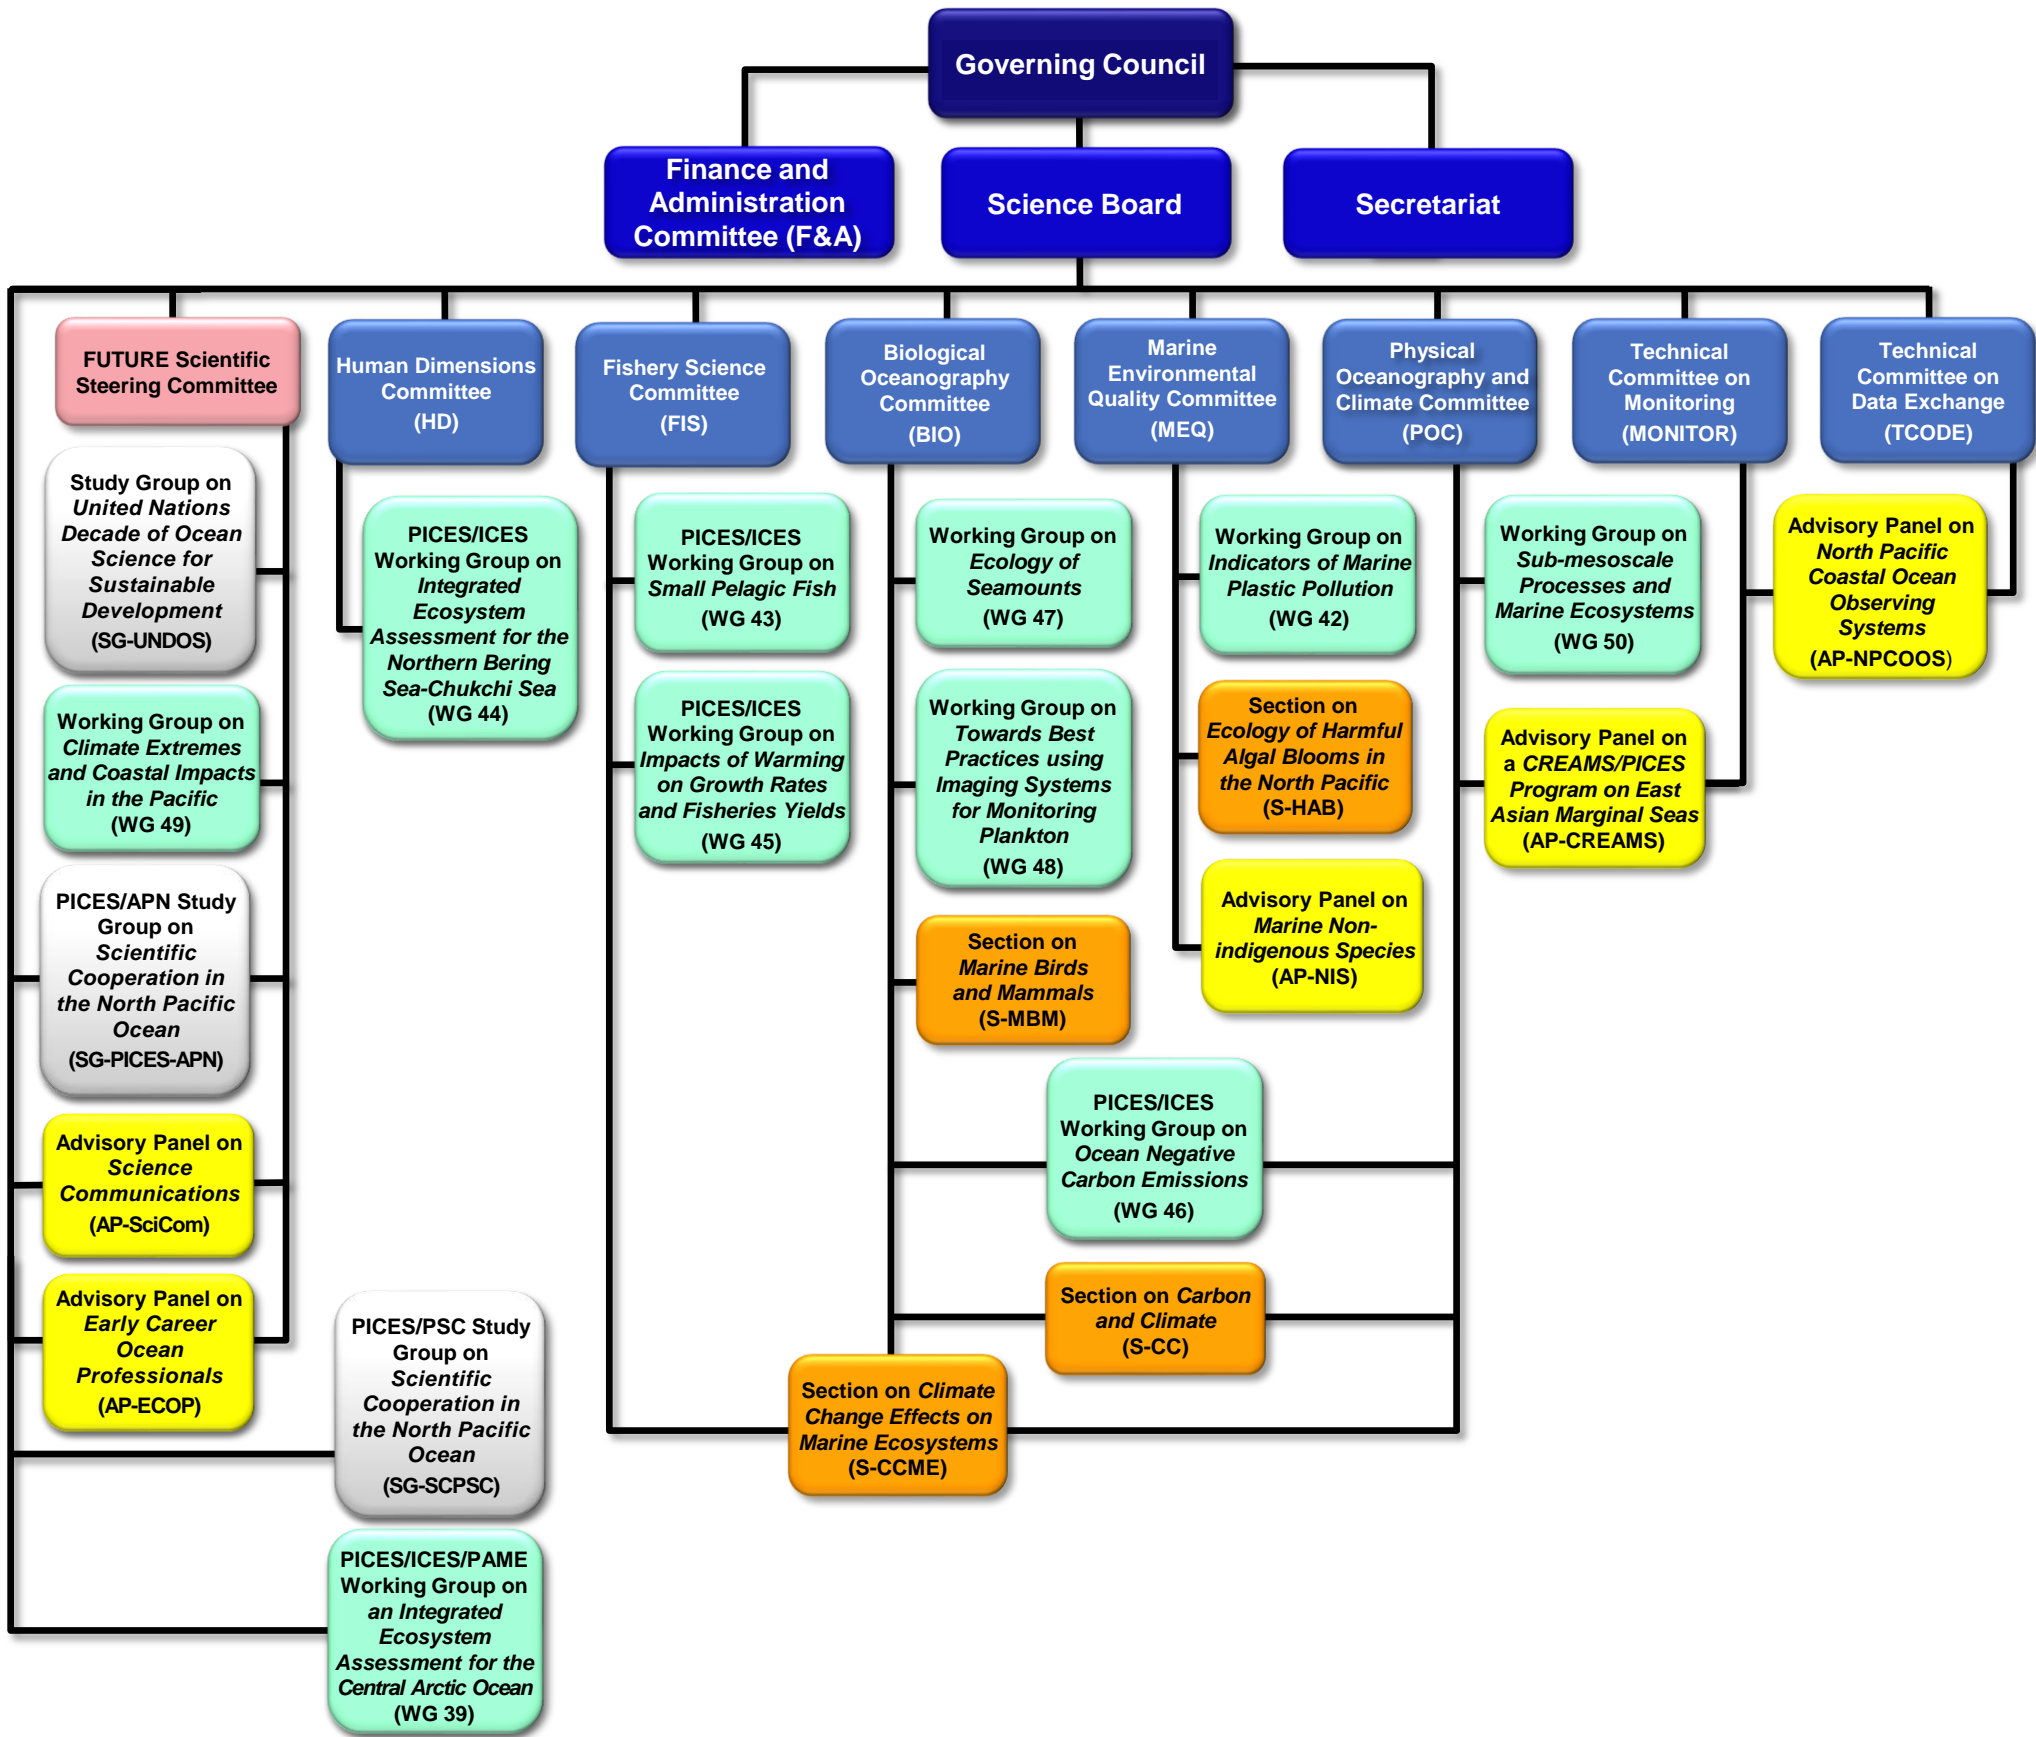 Governing Council
Finance and
Administration
Committee (F&A)
Science Board
Secretariat
FUTURE Scientific
Steering Committee
Human Dimensions
Committee
(HD)
Fishery Science
Committee
(FIS)
Biological
Oceanography
Committee
(BIO)
Marine
Environmental
Quality Committee
(MEQ)
Physical
Oceanography and
Climate Committee
(POC)
Technical
Committee on
Monitoring
(MONITOR)
Technical
Committee on
Data Exchange
(TCODE)
Study Group on
United Nations
Decade of Ocean
Science for
Sustainable
Development
(SG-UNDOS)
Working Group on
Climate Extremes
and Coastal Impacts
in the Pacific
(WG 49)
PICES/APN Study
Group on
Scientific
Cooperation in
the North Pacific
Ocean
(SG-PICES-APN)
Advisory Panel on
Science
Communications
(AP-SciCom)
Advisory Panel on
Early Career
Ocean
Professionals
(AP-ECOP)
PICES/ICES
Working Group on
Integrated
Ecosystem
Assessment for the
Northern Bering
Sea-Chukchi Sea
(WG 44)
PICES/PSC Study
Group on
Scientific
Cooperation in
the North Pacific
Ocean
(SG-SCPSC)
PICES/ICES/PAME
Working Group on
an Integrated
Ecosystem
Assessment for the
Central Arctic Ocean
(WG 39)
PICES/ICES
Working Group on
Small Pelagic Fish
(WG 43)
PICES/ICES
Working Group on
Impacts of Warming
on Growth Rates
and Fisheries Yields
(WG 45)
Working Group on
Ecology of
Seamounts
(WG 47)
Working Group on
Towards Best
Practices using
Imaging Systems
for Monitoring
Plankton
(WG 48)
Section on
Marine Birds
and Mammals
(S-MBM)
Working Group on
Indicators of Marine
Plastic Pollution
(WG 42)
Section on
Ecology of Harmful
Algal Blooms in
the North Pacific
(S-HAB)
Advisory Panel on
Marine Non-
indigenous Species
(AP-NIS)
PICES/ICES
Working Group on
Ocean Negative
Carbon Emissions
(WG 46)
Section on Carbon
and Climate
(S-CC)
Section on Climate
Change Effects on
Marine Ecosystems
(S-CCME)
Working Group on
Sub-mesoscale
Processes and
Marine Ecosystems
(WG 50)
Advisory Panel on
a CREAMS/PICES
Program on East
Asian Marginal Seas
(AP-CREAMS)
Advisory Panel on
North Pacific
Coastal Ocean
Observing
Systems
(AP-NPCOOS)